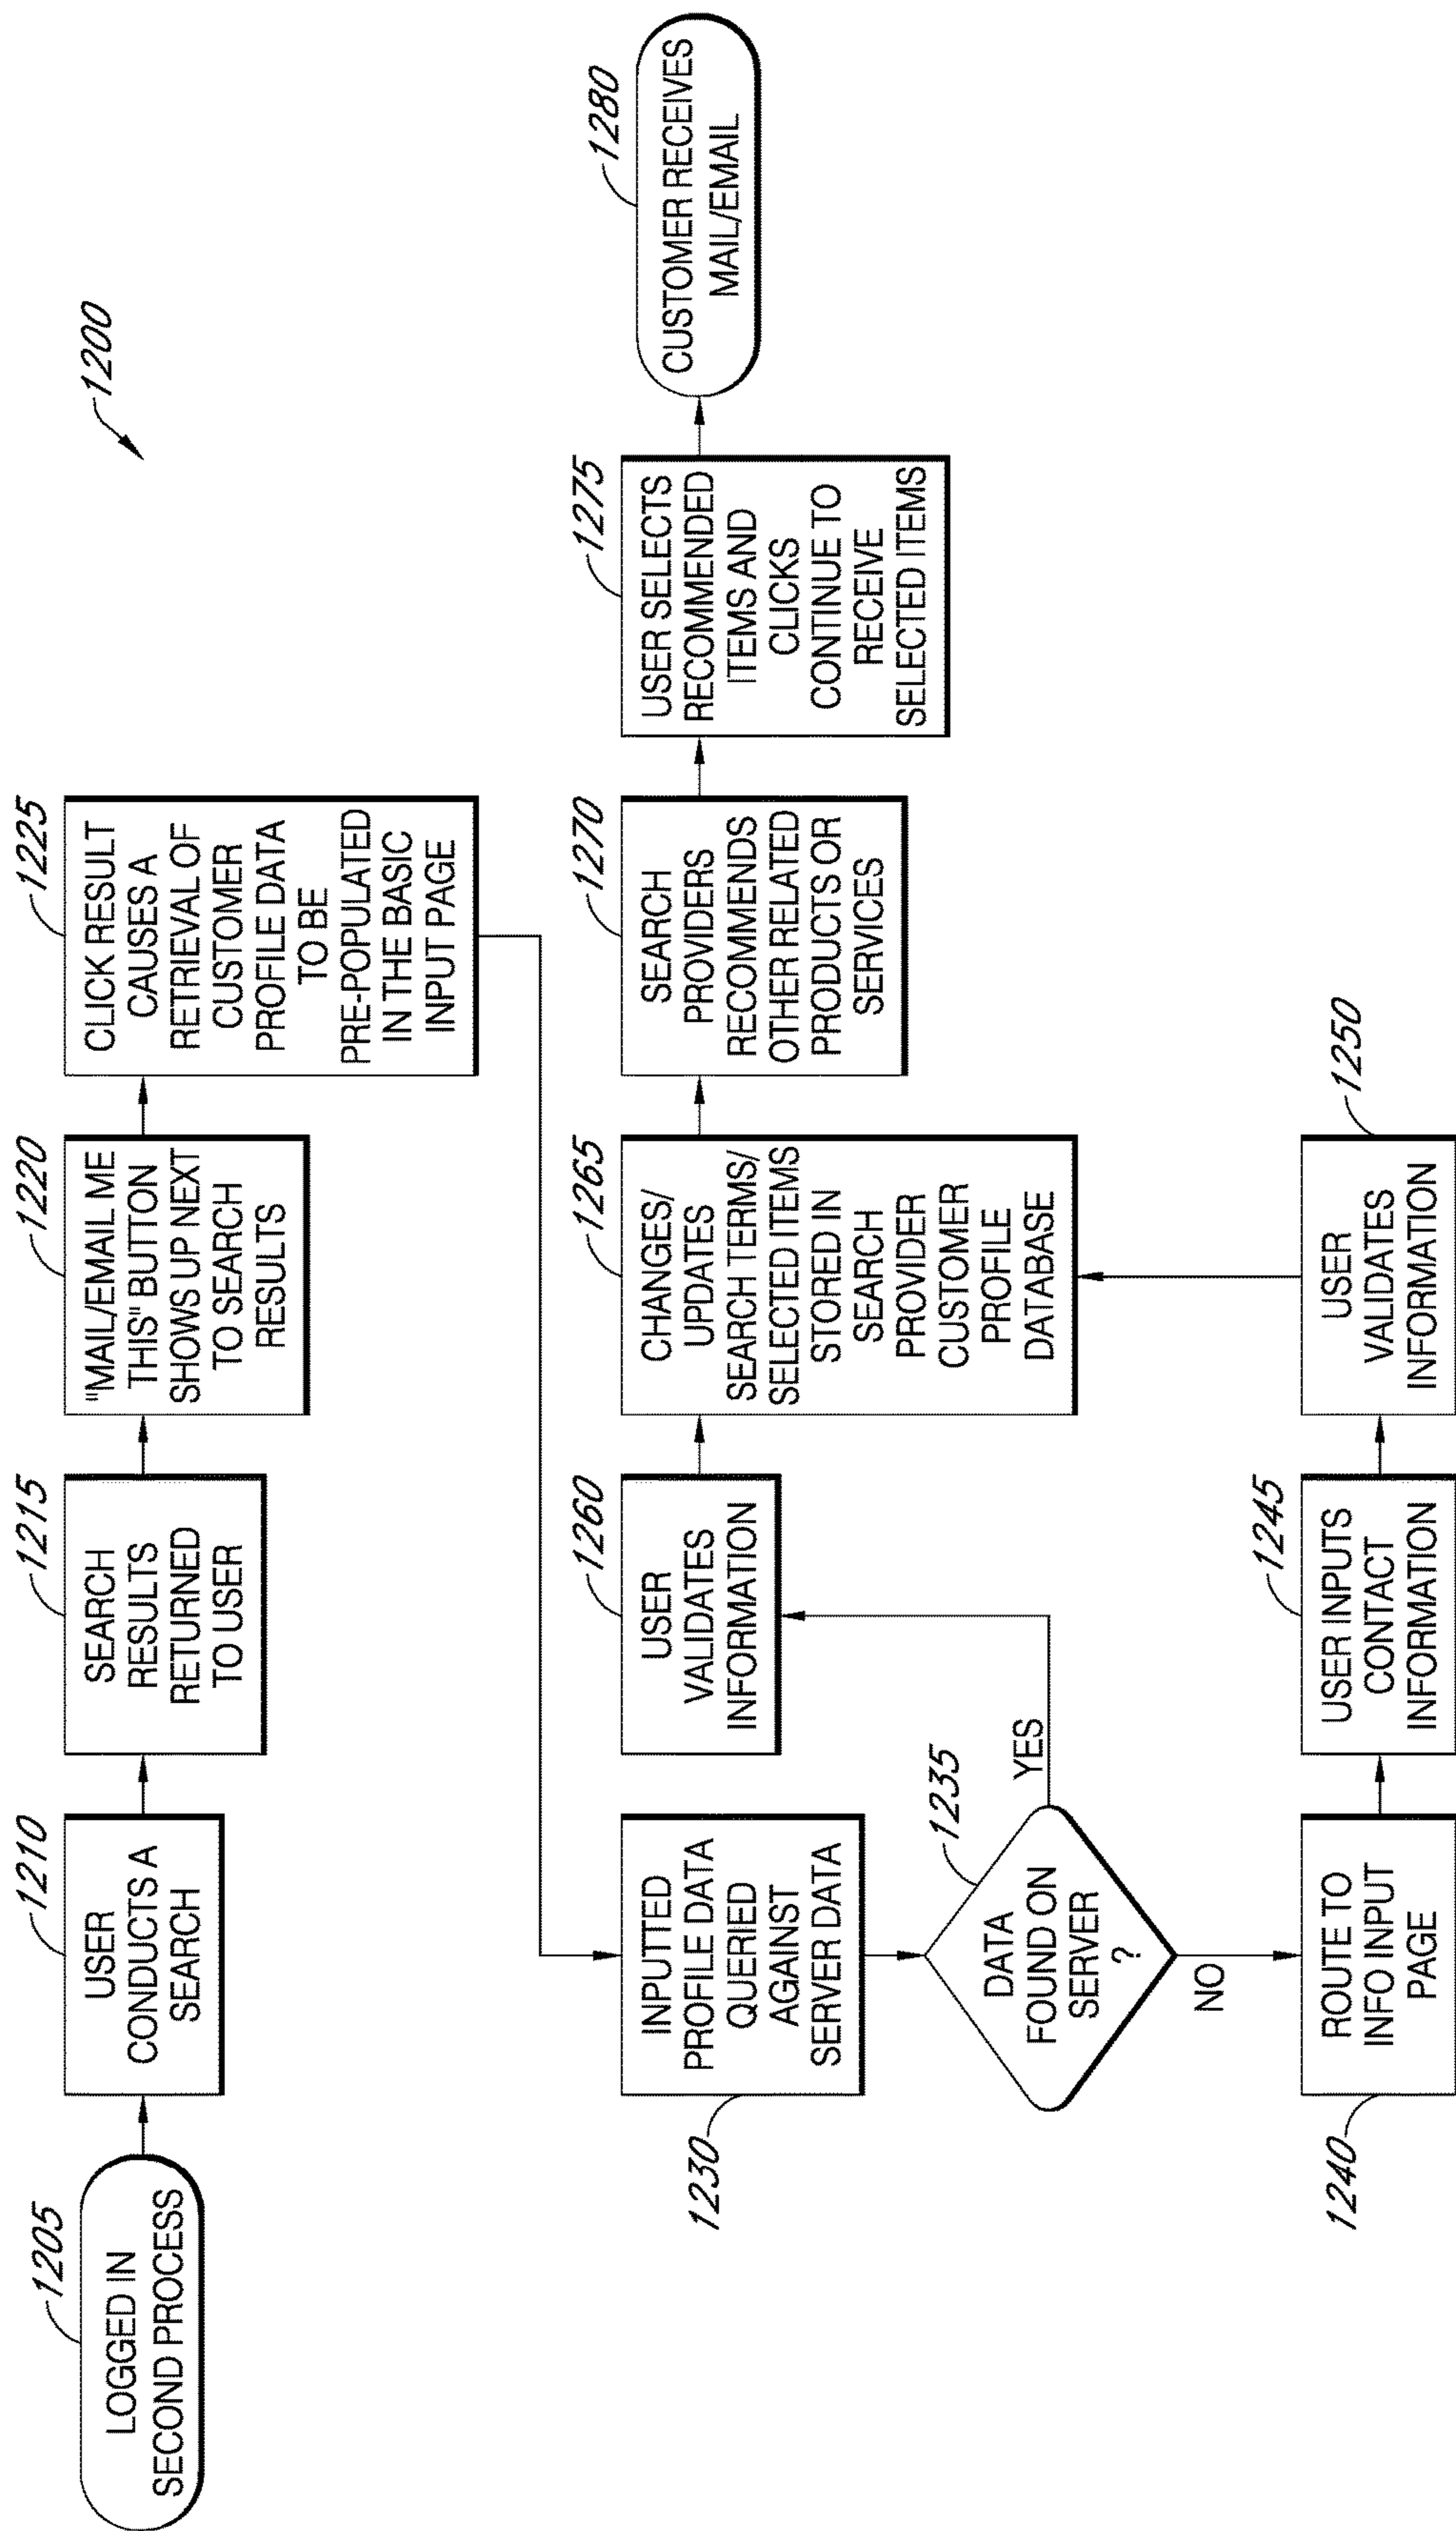 1200
1205
LOGGED IN
SECOND PROCESS
1210
USER
CONDUCTS A
SEARCH
1215
SEARCH
RESULTS
RETURNED
TO USER
1220
"MAIL/EMAIL ME
THIS" BUTTON
SHOWS UP NEXT
TO SEARCH
RESULTS
1225
CLICK RESULT
CAUSES A
RETRIEVAL OF
CUSTOMER
PROFILE DATA
TO BE
PRE-POPULATED
IN THE BASIC
INPUT PAGE
1230
INPUTTED
PROFILE DATA
QUERIED
AGAINST
SERVER DATA
1235
DATA
FOUND ON
SERVER
?
YES
NO
1260
USER
VALIDATES
INFORMATION
1265
CHANGES/
UPDATES
SEARCH TERMS/
SELECTED ITEMS
STORED IN
SEARCH
PROVIDER
CUSTOMER
PROFILE
DATABASE
1270
SEARCH
PROVIDERS
RECOMMENDS
OTHER RELATED
PRODUCTS OR
SERVICES
1275
USER SELECTS
RECOMMENDED
ITEMS AND
CLICKS
CONTINUE TO
RECEIVE
SELECTED ITEMS
1280
CUSTOMER RECEIVES
MAIL/EMAIL
1240
ROUTE TO
INFO INPUT
PAGE
1245
USER INPUTS
CONTACT
INFORMATION
1250
USER
VALIDATES
INFORMATION